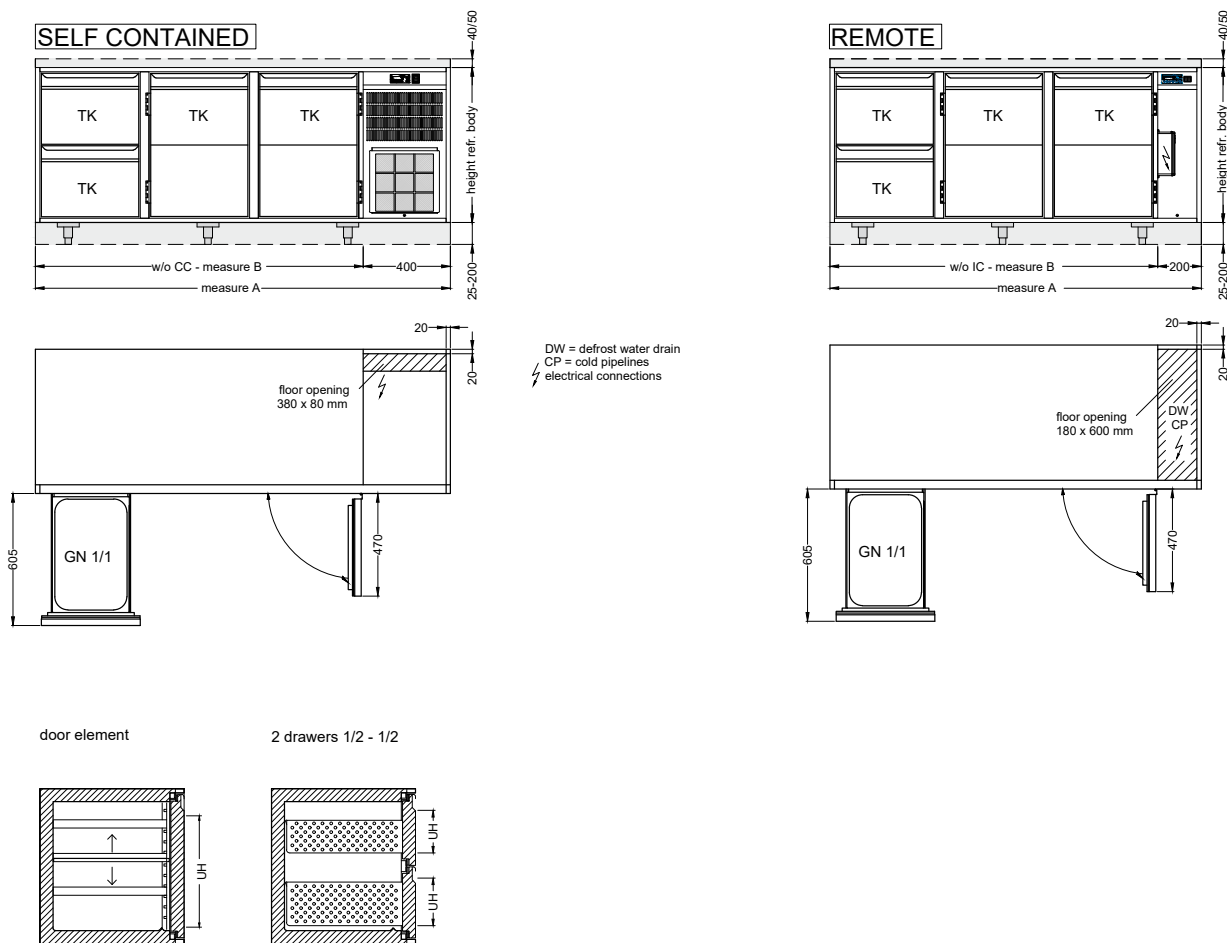 SELF CONTAINED
40/50
TK
TK
TK
TK
height refr. body
w/o CC - measure B
400
measure A
25-200
REMOTE
40/50
TK
TK
TK
TK
height refr. body
w/o IC - measure B
200
measure A
25-200
20
20
floor opening
380 x 80 mm
605
GN 1/1
470
DW = defrost water drain
CP = cold pipelines
electrical connections
20
20
floor opening
180 x 600 mm
DW
CP
605
GN 1/1
470
door element
2 drawers 1/2 - 1/2
UH
UH
UH